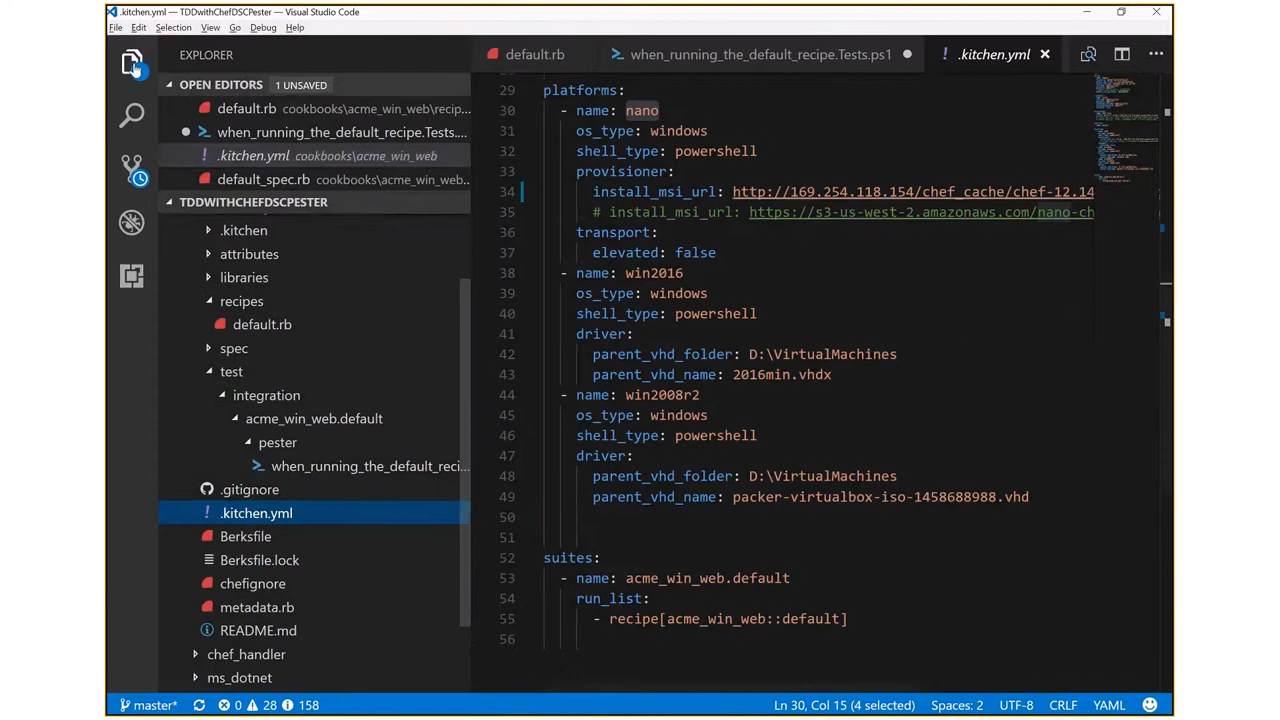 .kitchen.yml — TDDwithChefDSCPester — Visual Studio Code
File Edit Selection View Go Debug Help
EXPLORER
OPEN EDITORS 1 UNSAVED
default.rb cookbooks\acme_win_web\recip...
when_running_the_default_recipe.Tests....
.kitchen.yml cookbooks\acme_win_web
default_spec.rb cookbooks\acme_win_web...
TDDWITHCHEFDSCPESTER
.kitchen
attributes
libraries
recipes
default.rb
spec
test
integration
acme_win_web.default
pester
when_running_the_default_reci...
.gitignore
.kitchen.yml
Berksfile
Berksfile.lock
chefignore
metadata.rb
README.md
chef_handler
ms_dotnet
default.rb when_running_the_default_recipe.Tests.ps1 .kitchen.yml
29 platforms:
30 - name: nano
31 os_type: windows
32 shell_type: powershell
33 provisioner:
34 install_msi_url: http://169.254.118.154/chef_cache/chef-12.14
35 # install_msi_url: https://s3-us-west-2.amazonaws.com/nano-ch
36 transport:
37 elevated: false
38 - name: win2016
39 os_type: windows
40 shell_type: powershell
41 driver:
42 parent_vhd_folder: D:\VirtualMachines
43 parent_vhd_name: 2016min.vhdx
44 - name: win2008r2
45 os_type: windows
46 shell_type: powershell
47 driver:
48 parent_vhd_folder: D:\VirtualMachines
49 parent_vhd_name: packer-virtualbox-iso-1458688988.vhd
50
51
52 suites:
53 - name: acme_win_web.default
54 run_list:
55 - recipe[acme_win_web::default]
56
master* 0 28 158 Ln 30, Col 15 (4 selected) Spaces: 2 UTF-8 CRLF YAML